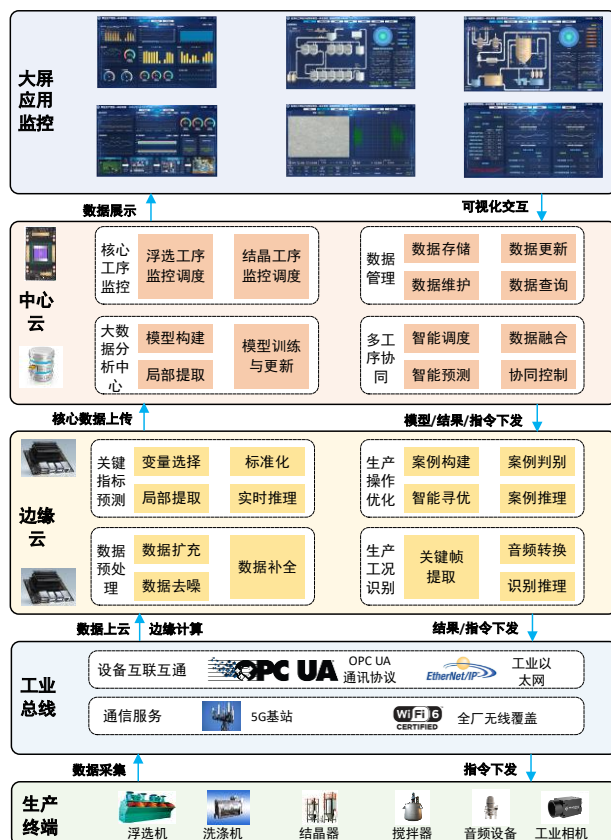 大屏
应用
监控
数据展示
可视化交互
中心
云
核心
工序
监控
浮选工序
监控调度
结晶工序
监控调度
数据
管理
数据存储
数据更新
数据维护
数据查询
大数
据分
析中
心
模型构建
局部提取
模型训练
与更新
多工
序协
同
智能调度
数据融合
智能预测
协同控制
核心数据上传
模型/结果/指令下发
边缘
云
关键
指标
预测
变量选择
标准化
局部提取
实时推理
生产
操作
优化
案例构建
案例判别
智能寻优
案例推理
数据
预处
理
数据扩充
数据去噪
数据补全
生产
工况
识别
关键帧
提取
音频转换
识别推理
数据上云
边缘计算
结果/指令下发
工业
总线
设备互联互通
OPC UA
OPC UA
通讯协议
EtherNet/IP
工业以
太网
通信服务
5G基站
Wi Fi 6
CERTIFIED
全厂无线覆盖
数据采集
指令下发
生产
终端
浮选机
洗涤机
结晶器
搅拌器
音频设备
工业相机